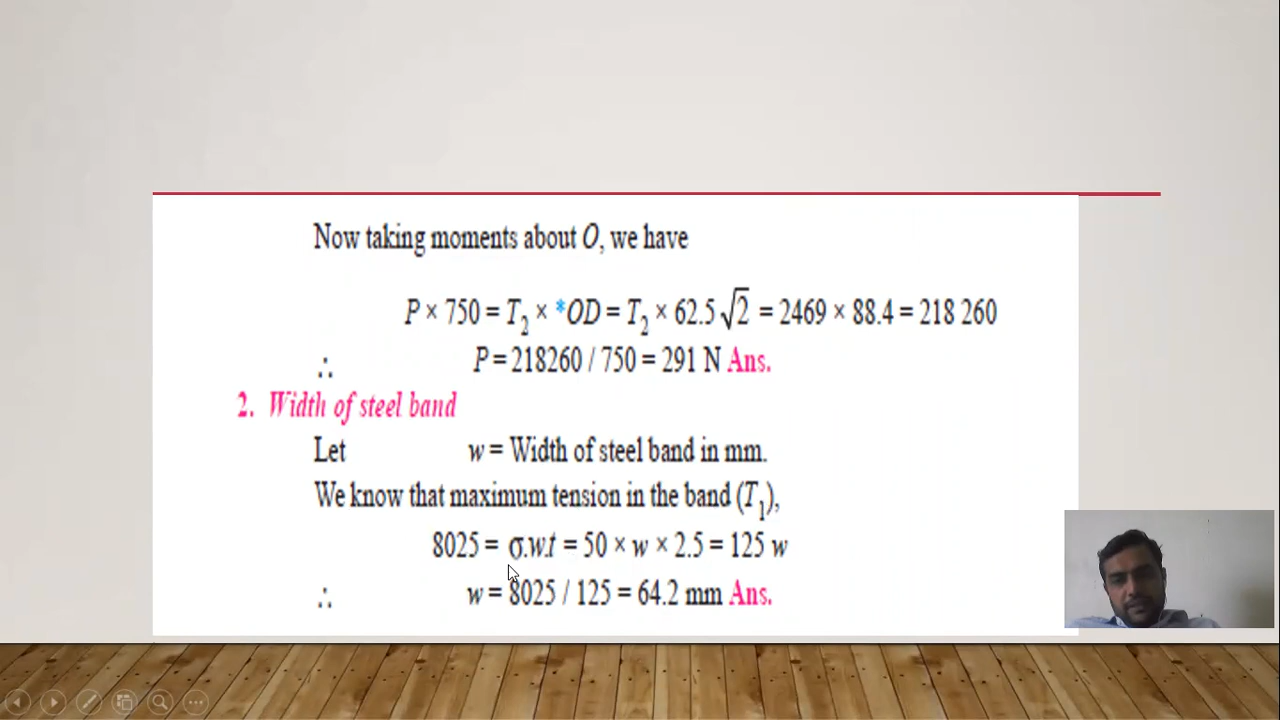 Now taking moments about O, we have
P × 750 = T₂ × *OD = T₂ × 62.5√2 = 2469 × 88.4 = 218 260
∴ P = 218260 / 750 = 291 N Ans.
2. Width of steel band
Let w = Width of steel band in mm.
We know that maximum tension in the band (T₁),
8025 = σ.w.t = 50 × w × 2.5 = 125 w
∴ w = 8025 / 125 = 64.2 mm Ans.